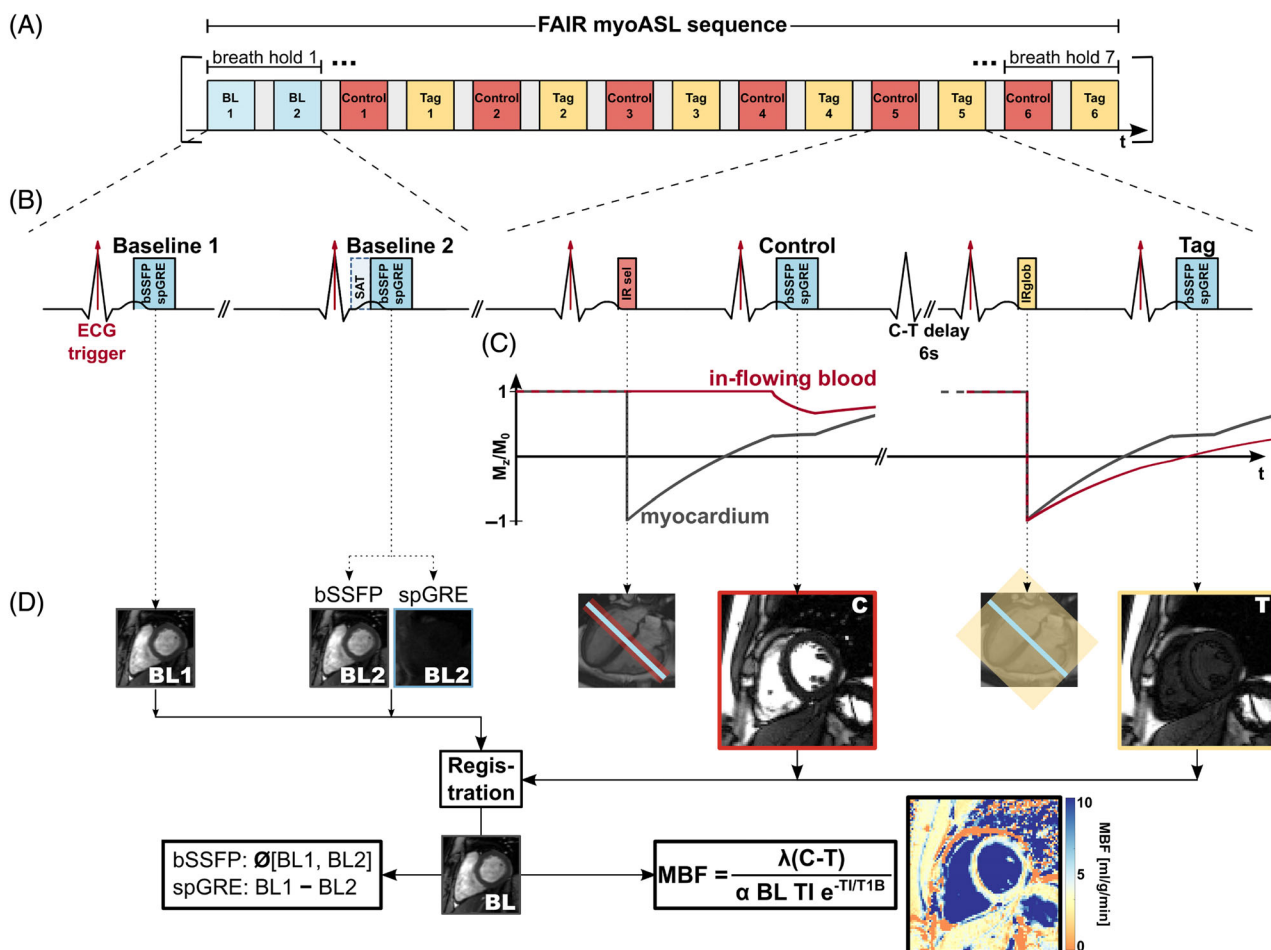 (A)
FAIR myoASL sequence
breath hold 1
...
...
breath hold 7
BL
1
BL
2
Control
1
Tag
1
Control
2
Tag
2
Control
3
Tag
3
Control
4
Tag
4
Control
5
Tag
5
Control
6
Tag
6
t
(B)
Baseline 1
Baseline 2
Control
Tag
bSSFP
spGRE
SAT
bSSFP
spGRE
IR sel
bSSFP
spGRE
IRglob
bSSFP
spGRE
ECG
trigger
C-T delay
6s
(C)
in-flowing blood
1
Mz/M0
t
−1
myocardium
(D)
bSSFP
spGRE
BL1
BL2
BL2
C
T
Regis-
tration
bSSFP: Ø[BL1, BL2]
spGRE: BL1 − BL2
BL
MBF = λ(C-T)
α BL TI e-TI/T1B
10
5
0
MBF [ml/g/min]